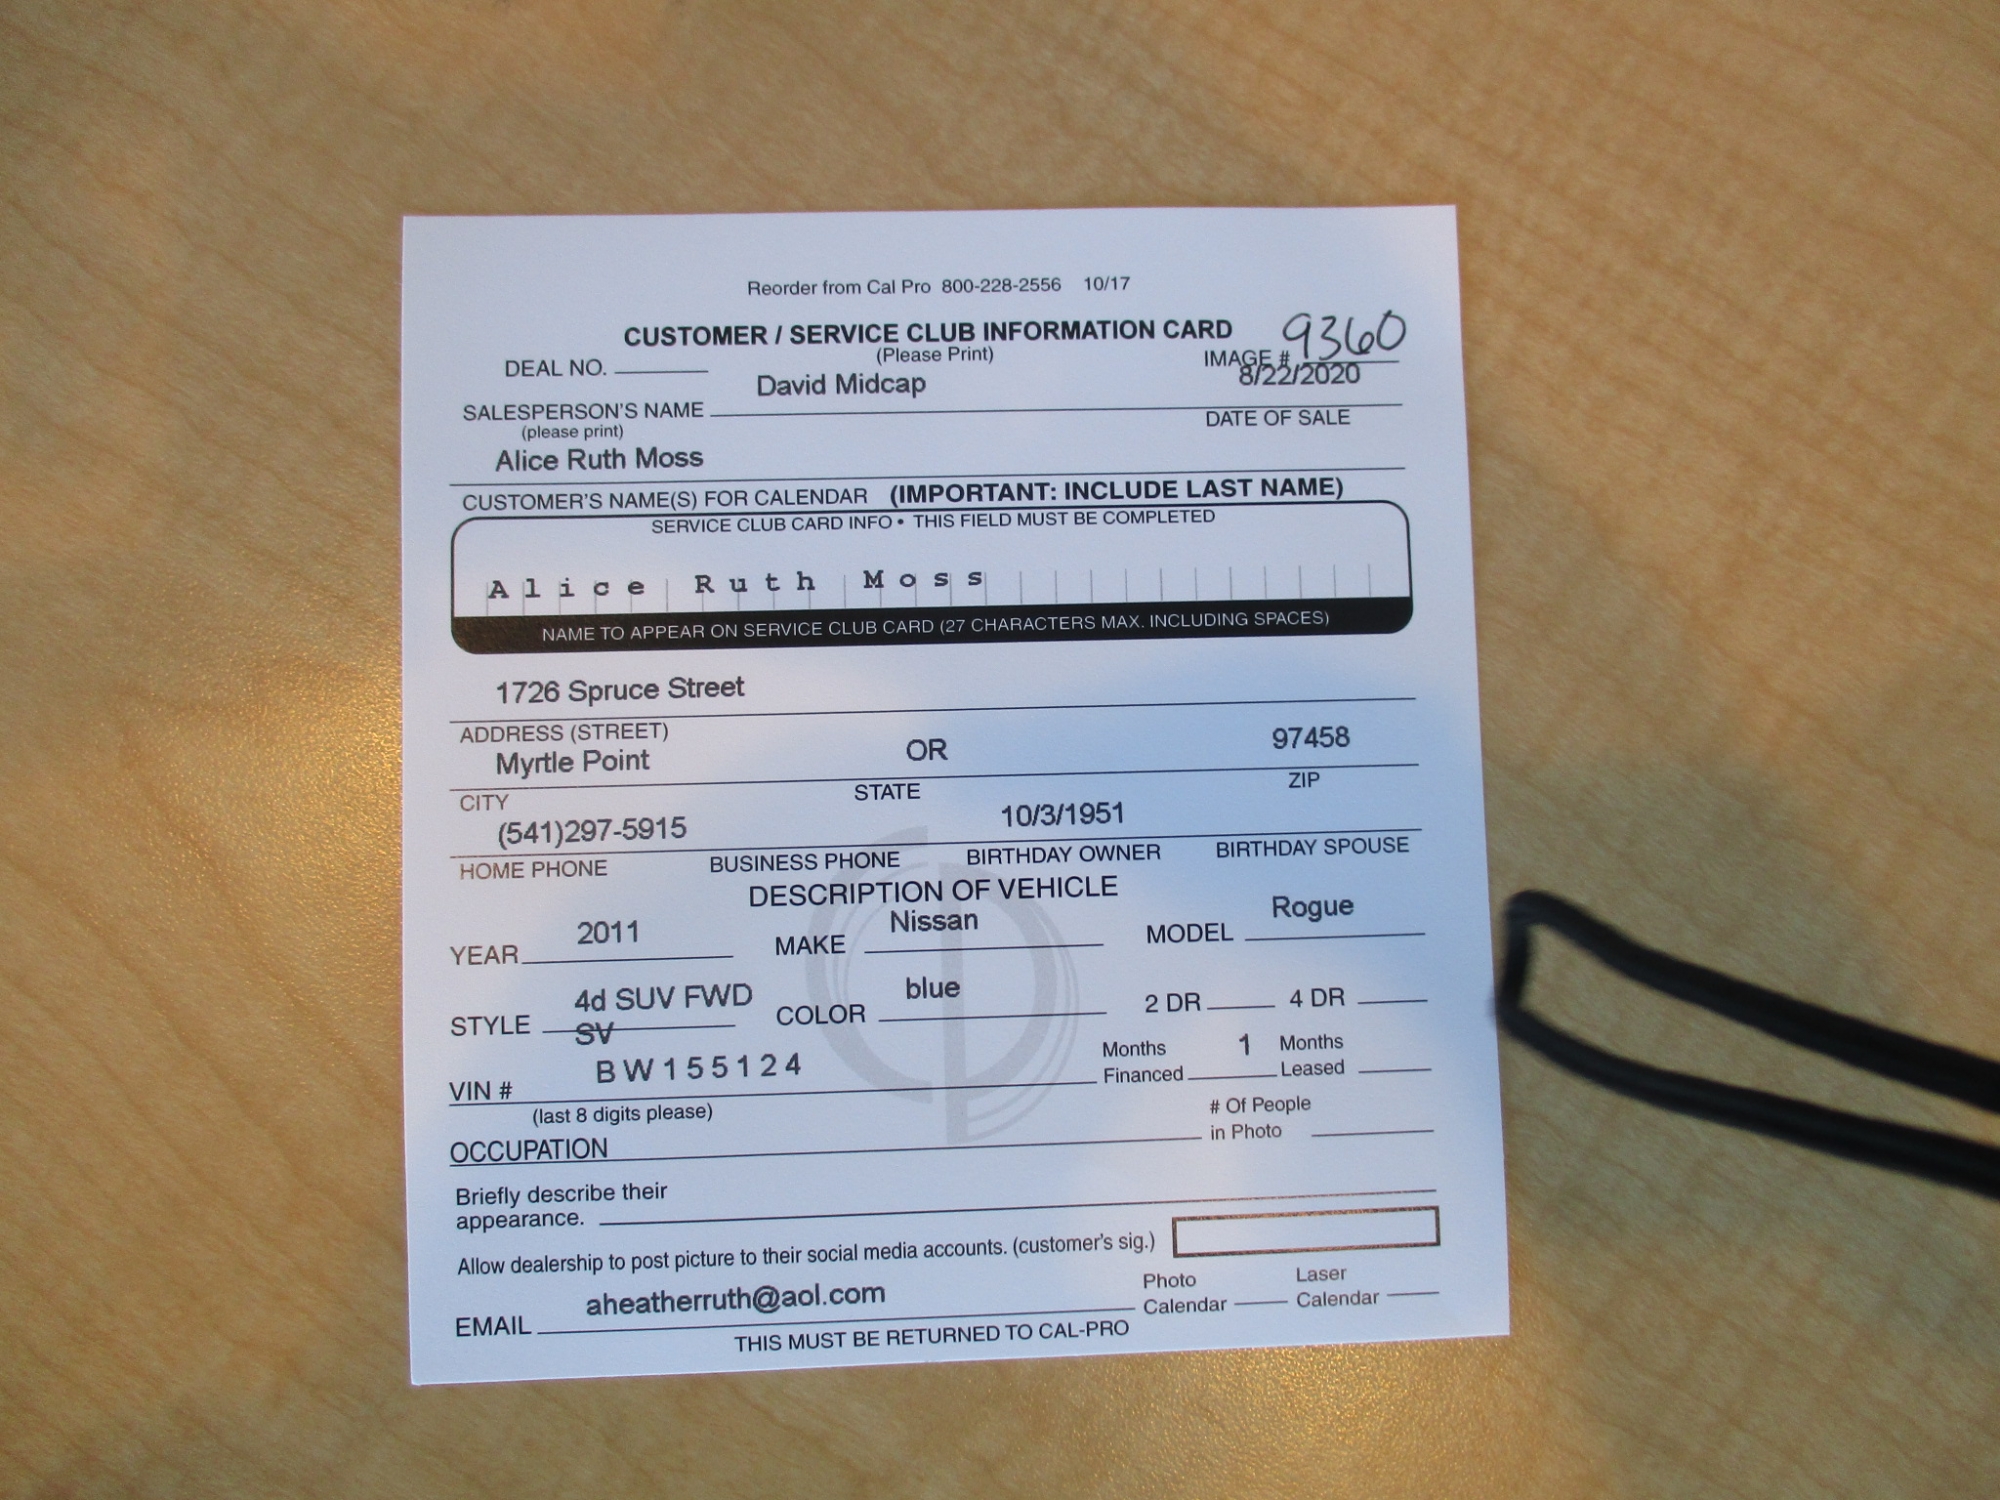 Reorder from Cal Pro 800-228-2556 10/17
CUSTOMER / SERVICE CLUB INFORMATION CARD
(Please Print)
9360
DEAL NO. IMAGE #
David Midcap 8/22/2020
SALESPERSON'S NAME DATE OF SALE
(please print)
Alice Ruth Moss
CUSTOMER'S NAME(S) FOR CALENDAR (IMPORTANT: INCLUDE LAST NAME)
SERVICE CLUB CARD INFO • THIS FIELD MUST BE COMPLETED
Alice Ruth Moss
NAME TO APPEAR ON SERVICE CLUB CARD (27 CHARACTERS MAX. INCLUDING SPACES)
1726 Spruce Street
ADDRESS (STREET)
Myrtle Point OR 97458
CITY STATE ZIP
(541)297-5915 10/3/1951
HOME PHONE BUSINESS PHONE BIRTHDAY OWNER BIRTHDAY SPOUSE
DESCRIPTION OF VEHICLE
2011 Nissan Rogue
YEAR MAKE MODEL
4d SUV FWD blue
STYLE COLOR 2 DR 4 DR
SV
BW155124 Months 1 Months
VIN # Financed Leased
(last 8 digits please) # Of People
OCCUPATION in Photo
Briefly describe their
appearance.
Allow dealership to post picture to their social media accounts. (customer's sig.)
aheatherruth@aol.com Photo Laser
EMAIL Calendar Calendar
THIS MUST BE RETURNED TO CAL-PRO